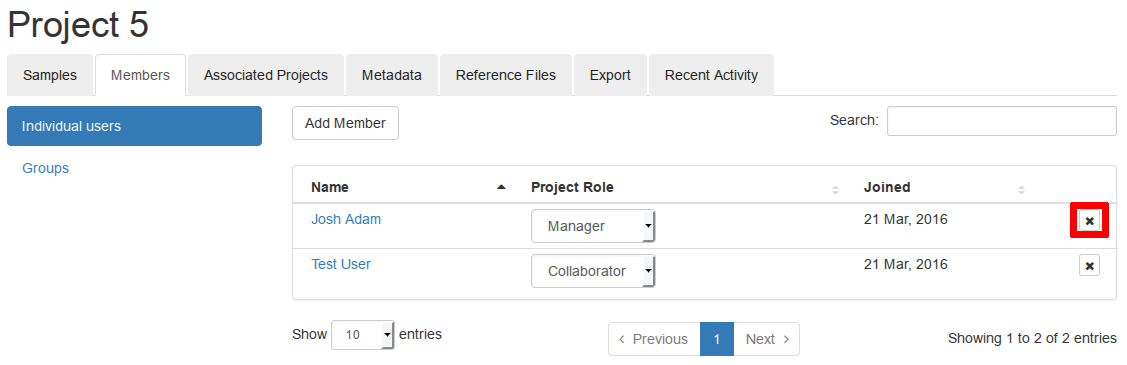 Project 5
Samples Members Associated Projects Metadata Reference Files Export Recent Activity
Individual users
Groups
Add Member
Search:
Name Project Role Joined
Josh Adam Manager 21 Mar, 2016
Test User Collaborator 21 Mar, 2016
Show 10 entries
Previous 1 Next
Showing 1 to 2 of 2 entries